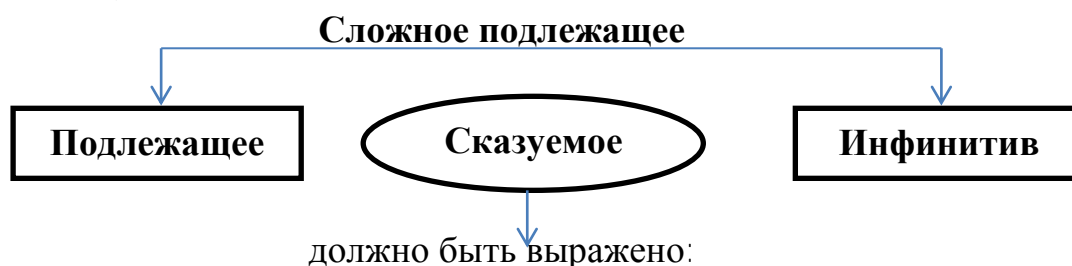 Сложное подлежащее
Подлежащее Сказуемое Инфинитив
должно быть выражено: